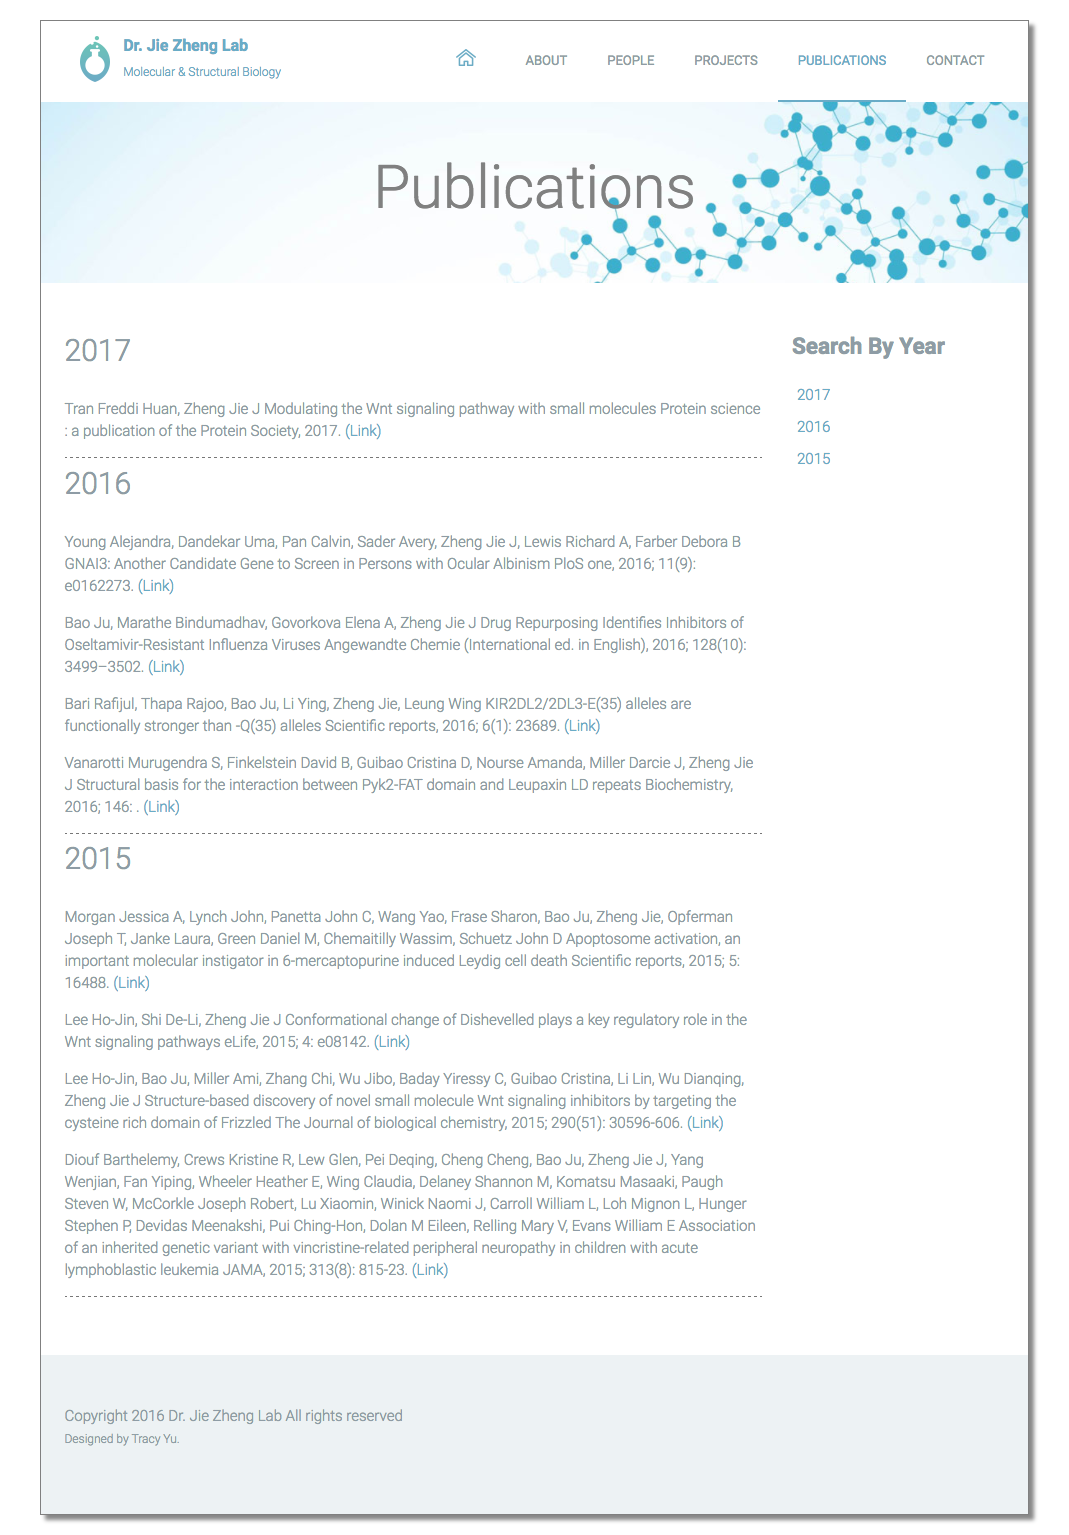 Dr. Jie Zheng Lab
Molecular & Structural Biology
ABOUT PEOPLE PROJECTS PUBLICATIONS CONTACT
Publications
2017
Tran Freddi Huan, Zheng Jie J Modulating the Wnt signaling pathway with small molecules Protein science
: a publication of the Protein Society, 2017. (Link)
2016
Young Alejandra, Dandekar Uma, Pan Calvin, Sader Avery, Zheng Jie J, Lewis Richard A, Farber Debora B
GNAI3: Another Candidate Gene to Screen in Persons with Ocular Albinism PloS one, 2016; 11(9):
e0162273. (Link)
Bao Ju, Marathe Bindumadhav, Govorkova Elena A, Zheng Jie J Drug Repurposing Identifies Inhibitors of
Oseltamivir-Resistant Influenza Viruses Angewandte Chemie (International ed. in English), 2016; 128(10):
3499–3502. (Link)
Bari Rafijul, Thapa Rajoo, Bao Ju, Li Ying, Zheng Jie, Leung Wing KIR2DL2/2DL3-E(35) alleles are
functionally stronger than -Q(35) alleles Scientific reports, 2016; 6(1): 23689. (Link)
Vanarotti Murugendra S, Finkelstein David B, Guibao Cristina D, Nourse Amanda, Miller Darcie J, Zheng Jie
J Structural basis for the interaction between Pyk2-FAT domain and Leupaxin LD repeats Biochemistry,
2016; 146: . (Link)
2015
Morgan Jessica A, Lynch John, Panetta John C, Wang Yao, Frase Sharon, Bao Ju, Zheng Jie, Opferman
Joseph T, Janke Laura, Green Daniel M, Chemaitilly Wassim, Schuetz John D Apoptosome activation, an
important molecular instigator in 6-mercaptopurine induced Leydig cell death Scientific reports, 2015; 5:
16488. (Link)
Lee Ho-Jin, Shi De-Li, Zheng Jie J Conformational change of Dishevelled plays a key regulatory role in the
Wnt signaling pathways eLife, 2015; 4: e08142. (Link)
Lee Ho-Jin, Bao Ju, Miller Ami, Zhang Chi, Wu Jibo, Baday Yiressy C, Guibao Cristina, Li Lin, Wu Dianqing,
Zheng Jie J Structure-based discovery of novel small molecule Wnt signaling inhibitors by targeting the
cysteine rich domain of Frizzled The Journal of biological chemistry, 2015; 290(51): 30596-606. (Link)
Diouf Barthelemy, Crews Kristine R, Lew Glen, Pei Deqing, Cheng Cheng, Bao Ju, Zheng Jie J, Yang
Wenjian, Fan Yiping, Wheeler Heather E, Wing Claudia, Delaney Shannon M, Komatsu Masaaki, Paugh
Steven W, McCorkle Joseph Robert, Lu Xiaomin, Winick Naomi J, Carroll William L, Loh Mignon L, Hunger
Stephen P, Devidas Meenakshi, Pui Ching-Hon, Dolan M Eileen, Relling Mary V, Evans William E Association
of an inherited genetic variant with vincristine-related peripheral neuropathy in children with acute
lymphoblastic leukemia JAMA, 2015; 313(8): 815-23. (Link)
Search By Year
2017
2016
2015
Copyright 2016 Dr. Jie Zheng Lab All rights reserved
Designed by Tracy Yu.